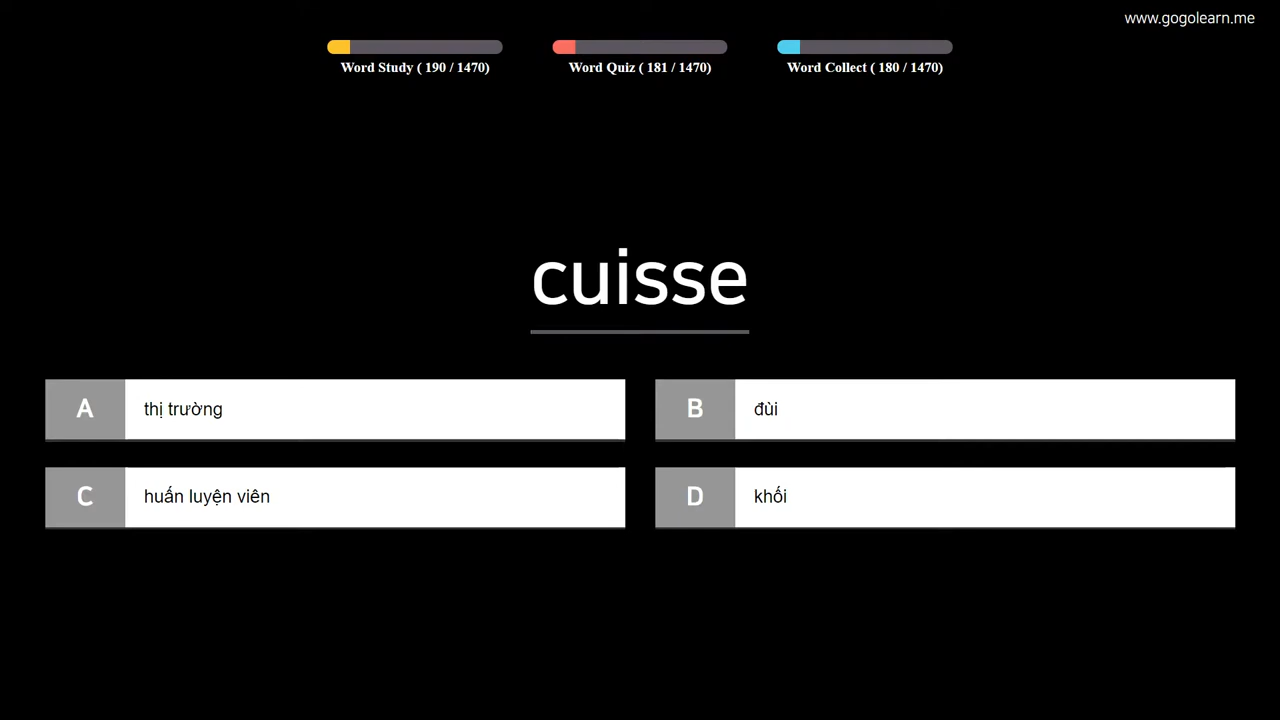 www.gogolearn.me
Word Study ( 190 / 1470)
Word Quiz ( 181 / 1470)
Word Collect ( 180 / 1470)
cuisse
A thị trường
B đùi
C huấn luyện viên
D khối